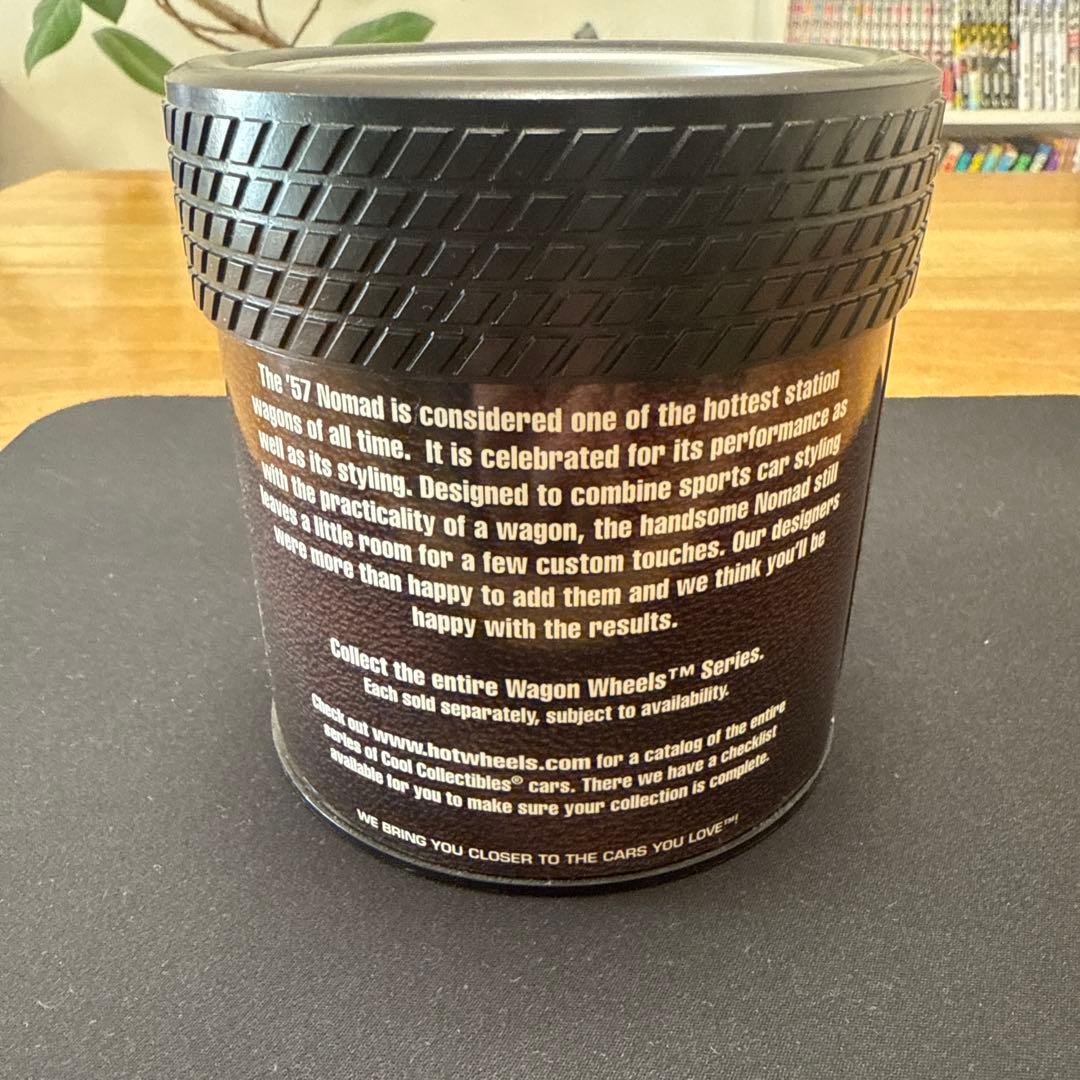 The '57 Nomad is considered one of the hottest station
wagons of all time. It is celebrated for its performance as
well as its styling. Designed to combine sports car styling
with the practicality of a wagon, the handsome Nomad still
leaves a little room for a few custom touches. Our designers
were more than happy to add them and we think you'll be
happy with the results.
Collect the entire Wagon Wheels™ Series.
Each sold separately, subject to availability.
Check out www.hotwheels.com for a catalog of the entire
series of Cool Collectibles® cars. There we have a checklist
available for you to make sure your collection is complete.
WE BRING YOU CLOSER TO THE CARS YOU LOVE™!